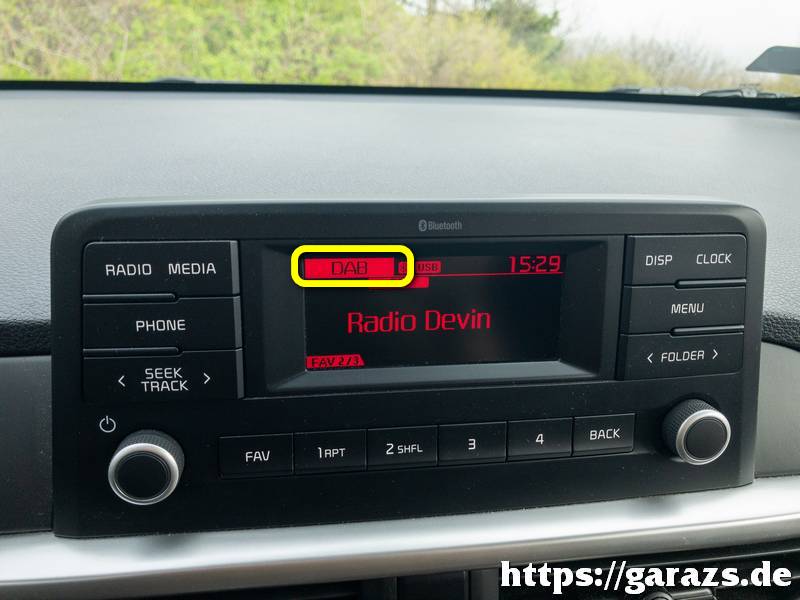 Bluetooth
RADIO MEDIA
DAB
USB
15:29
DISP CLOCK
PHONE
Radio Devin
MENU
< SEEK TRACK >
FAV 2/3
< FOLDER >
FAV
1 RPT
2 SHFL
3
4
BACK
https://garazs.de